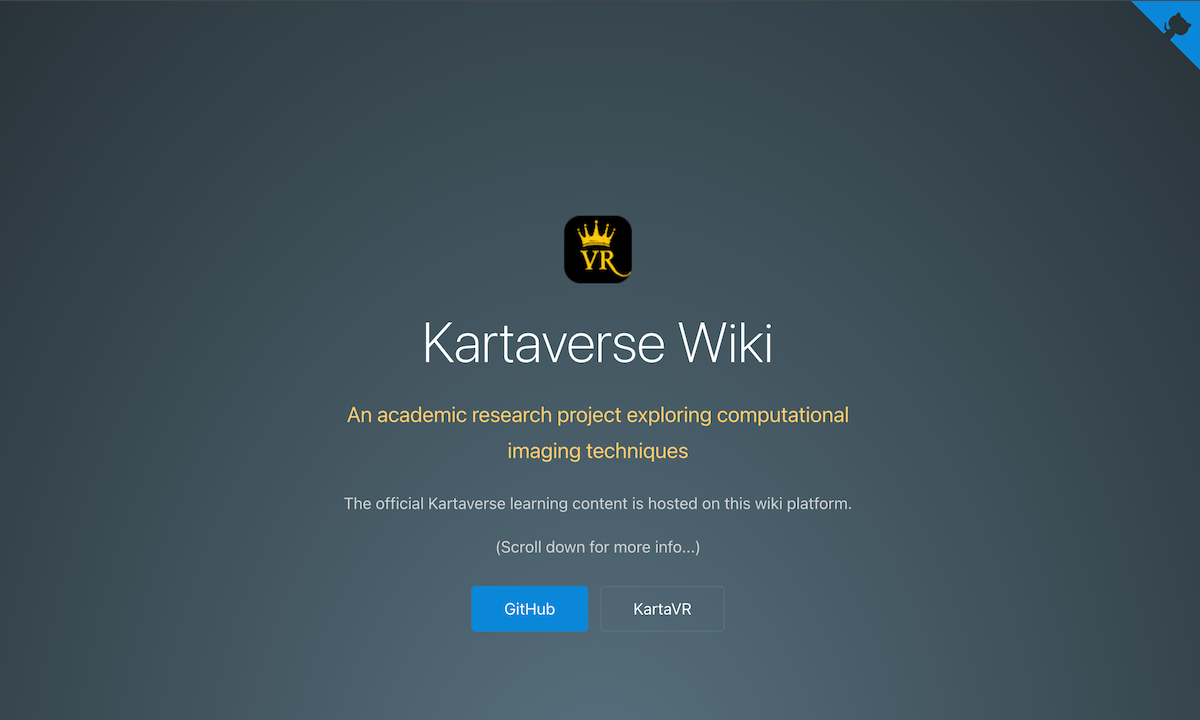 VR
Kartaverse Wiki
An academic research project exploring computational
imaging techniques
The official Kartaverse learning content is hosted on this wiki platform.
(Scroll down for more info...)
GitHub
KartaVR